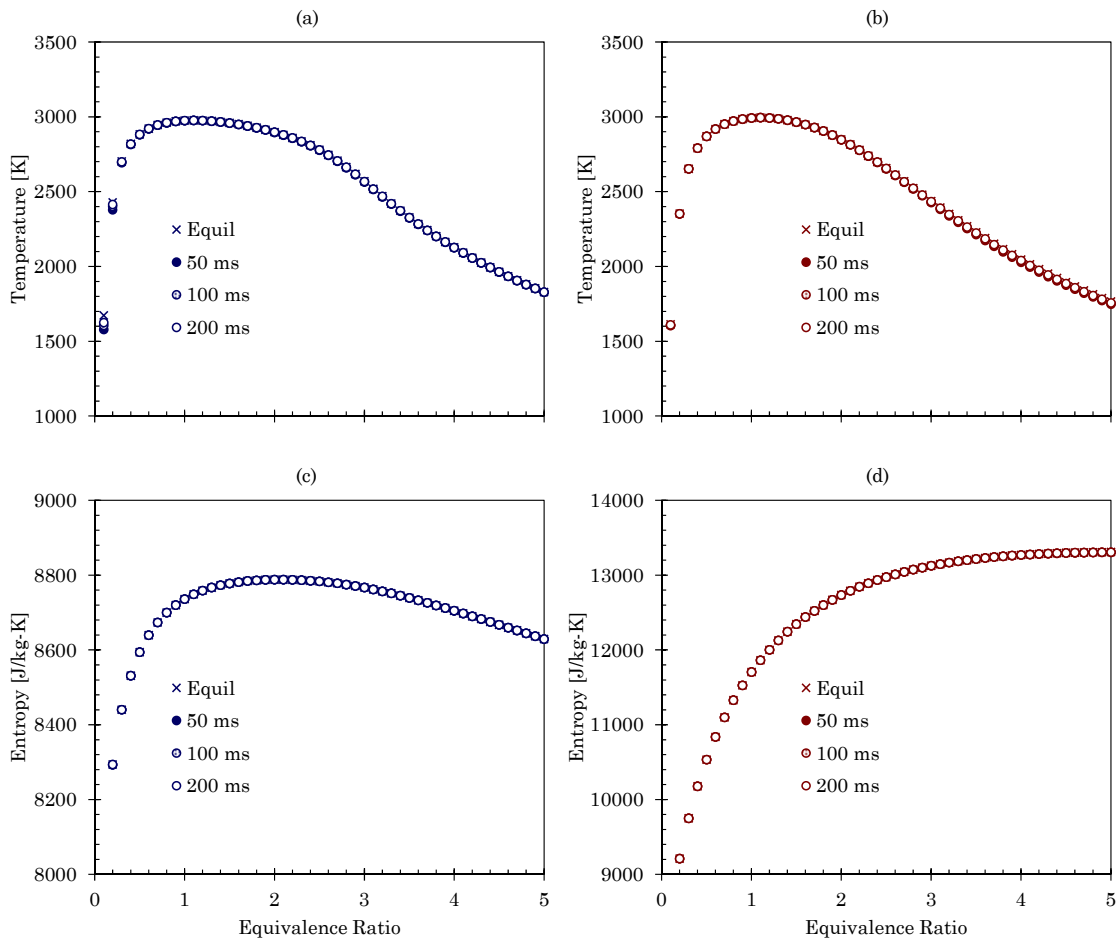 (a)
3500
3000
2500
2000
1500
1000
Temperature [K]
Equil
50 ms
100 ms
200 ms
(b)
3500
3000
2500
2000
1500
1000
Temperature [K]
Equil
50 ms
100 ms
200 ms
(c)
9000
8800
8600
8400
8200
8000
Entropy [J/kg-K]
Equil
50 ms
100 ms
200 ms
0 1 2 3 4 5
Equivalence Ratio
(d)
14000
13000
12000
11000
10000
9000
Entropy [J/kg-K]
Equil
50 ms
100 ms
200 ms
0 1 2 3 4 5
Equivalence Ratio